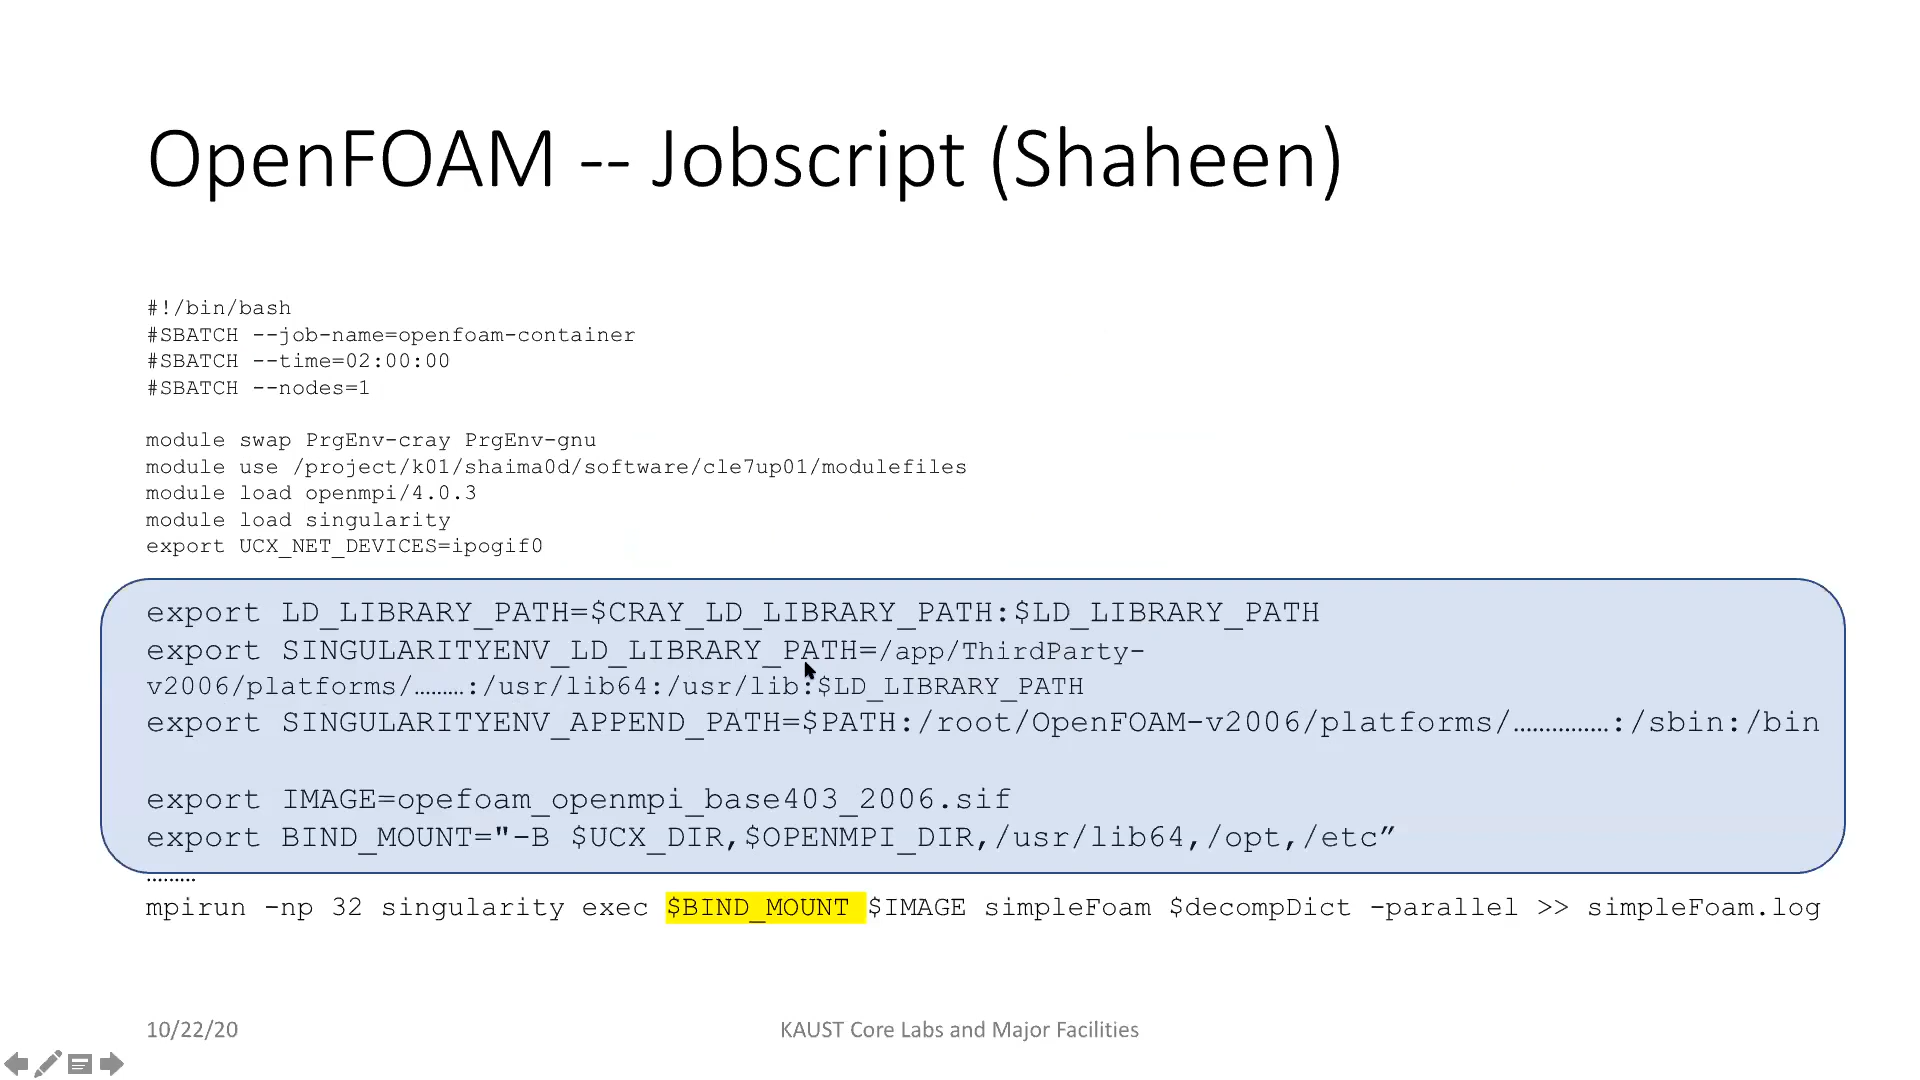 OpenFOAM -- Jobscript (Shaheen)
#!/bin/bash
#SBATCH --job-name=openfoam-container
#SBATCH --time=02:00:00
#SBATCH --nodes=1
module swap PrgEnv-cray PrgEnv-gnu
module use /project/k01/shaima0d/software/cle7up01/modulefiles
module load openmpi/4.0.3
module load singularity
export UCX_NET_DEVICES=ipogif0
export LD_LIBRARY_PATH=$CRAY_LD_LIBRARY_PATH:$LD_LIBRARY_PATH
export SINGULARITYENV_LD_LIBRARY_PATH=/app/ThirdParty-
v2006/platforms/………:/usr/lib64:/usr/lib:$LD_LIBRARY_PATH
export SINGULARITYENV_APPEND_PATH=$PATH:/root/OpenFOAM-v2006/platforms/……………:/sbin:/bin
export IMAGE=opefoam_openmpi_base403_2006.sif
export BIND_MOUNT="-B $UCX_DIR,$OPENMPI_DIR,/usr/lib64,/opt,/etc”
………
mpirun -np 32 singularity exec $BIND_MOUNT $IMAGE simpleFoam $decompDict -parallel >> simpleFoam.log
10/22/20
KAUST Core Labs and Major Facilities